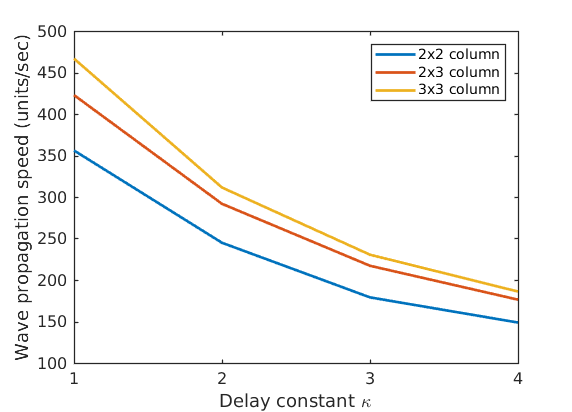 500
450
400
350
300
250
200
150
100
Wave propagation speed (units/sec)
2x2 column
2x3 column
3x3 column
1 2 3 4
Delay constant κ